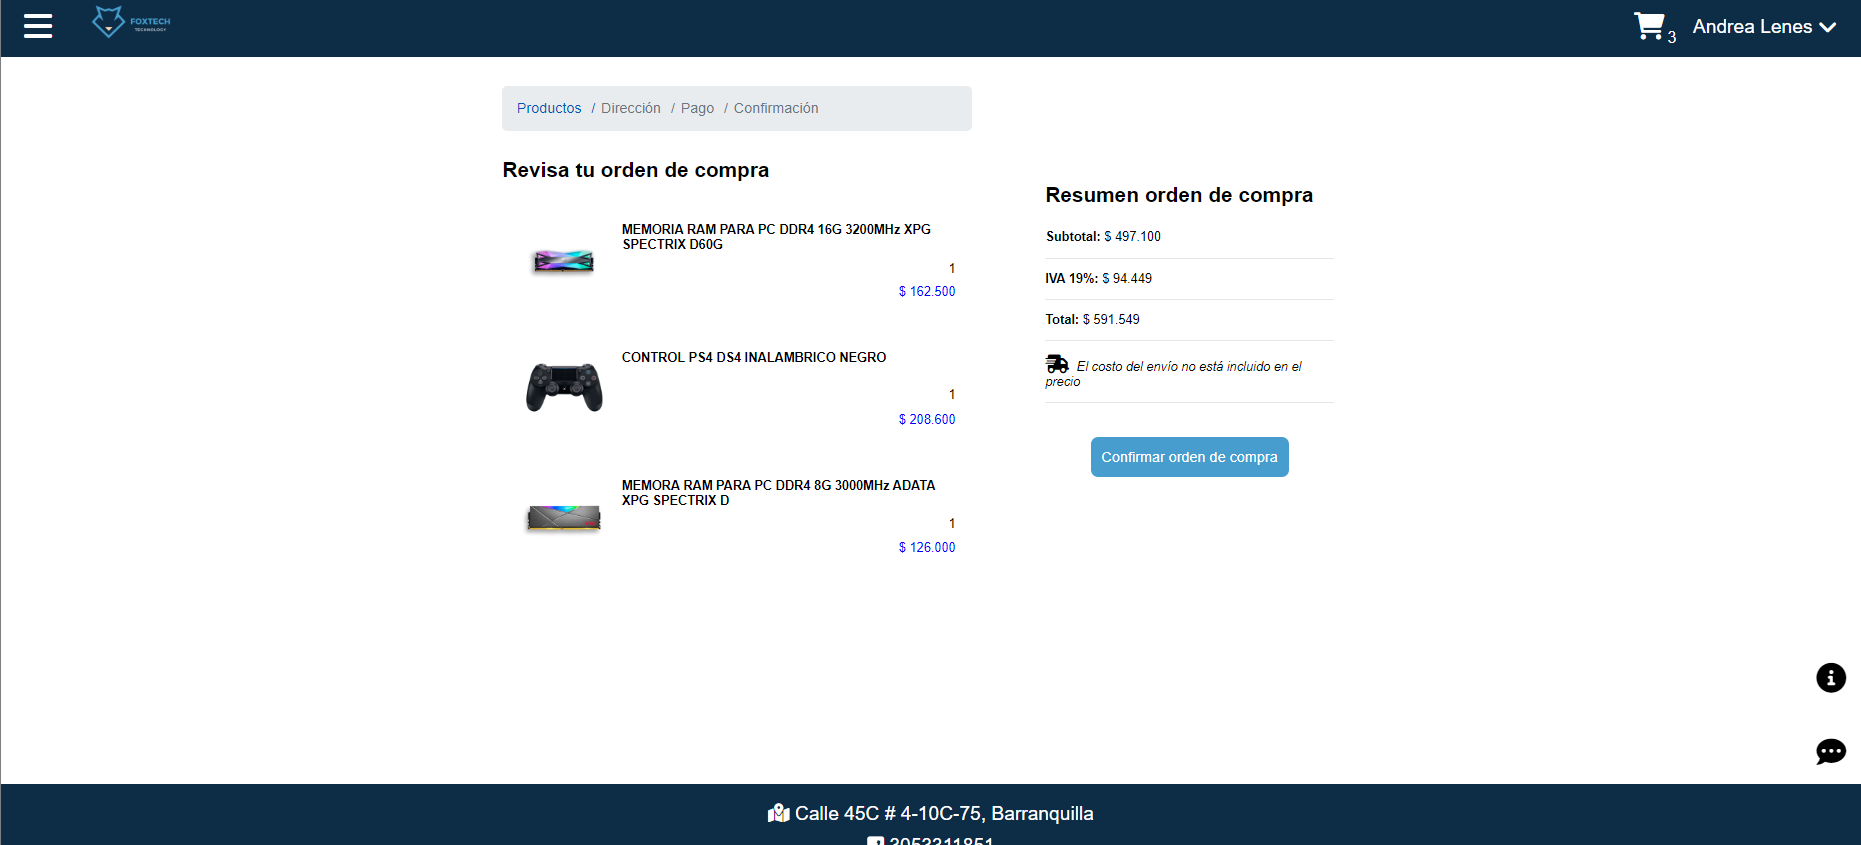 FOXTECH
TECHNOLOGY
3
Andrea Lenes
Productos / Dirección / Pago / Confirmación
Revisa tu orden de compra
MEMORIA RAM PARA PC DDR4 16G 3200MHz XPG
SPECTRIX D60G
1
$ 162.500
CONTROL PS4 DS4 INALAMBRICO NEGRO
1
$ 208.600
MEMORA RAM PARA PC DDR4 8G 3000MHz ADATA
XPG SPECTRIX D
1
$ 126.000
Resumen orden de compra
Subtotal: $ 497.100
IVA 19%: $ 94.449
Total: $ 591.549
El costo del envío no está incluido en el
precio
Confirmar orden de compra
Calle 45C # 4-10C-75, Barranquilla
3053311851